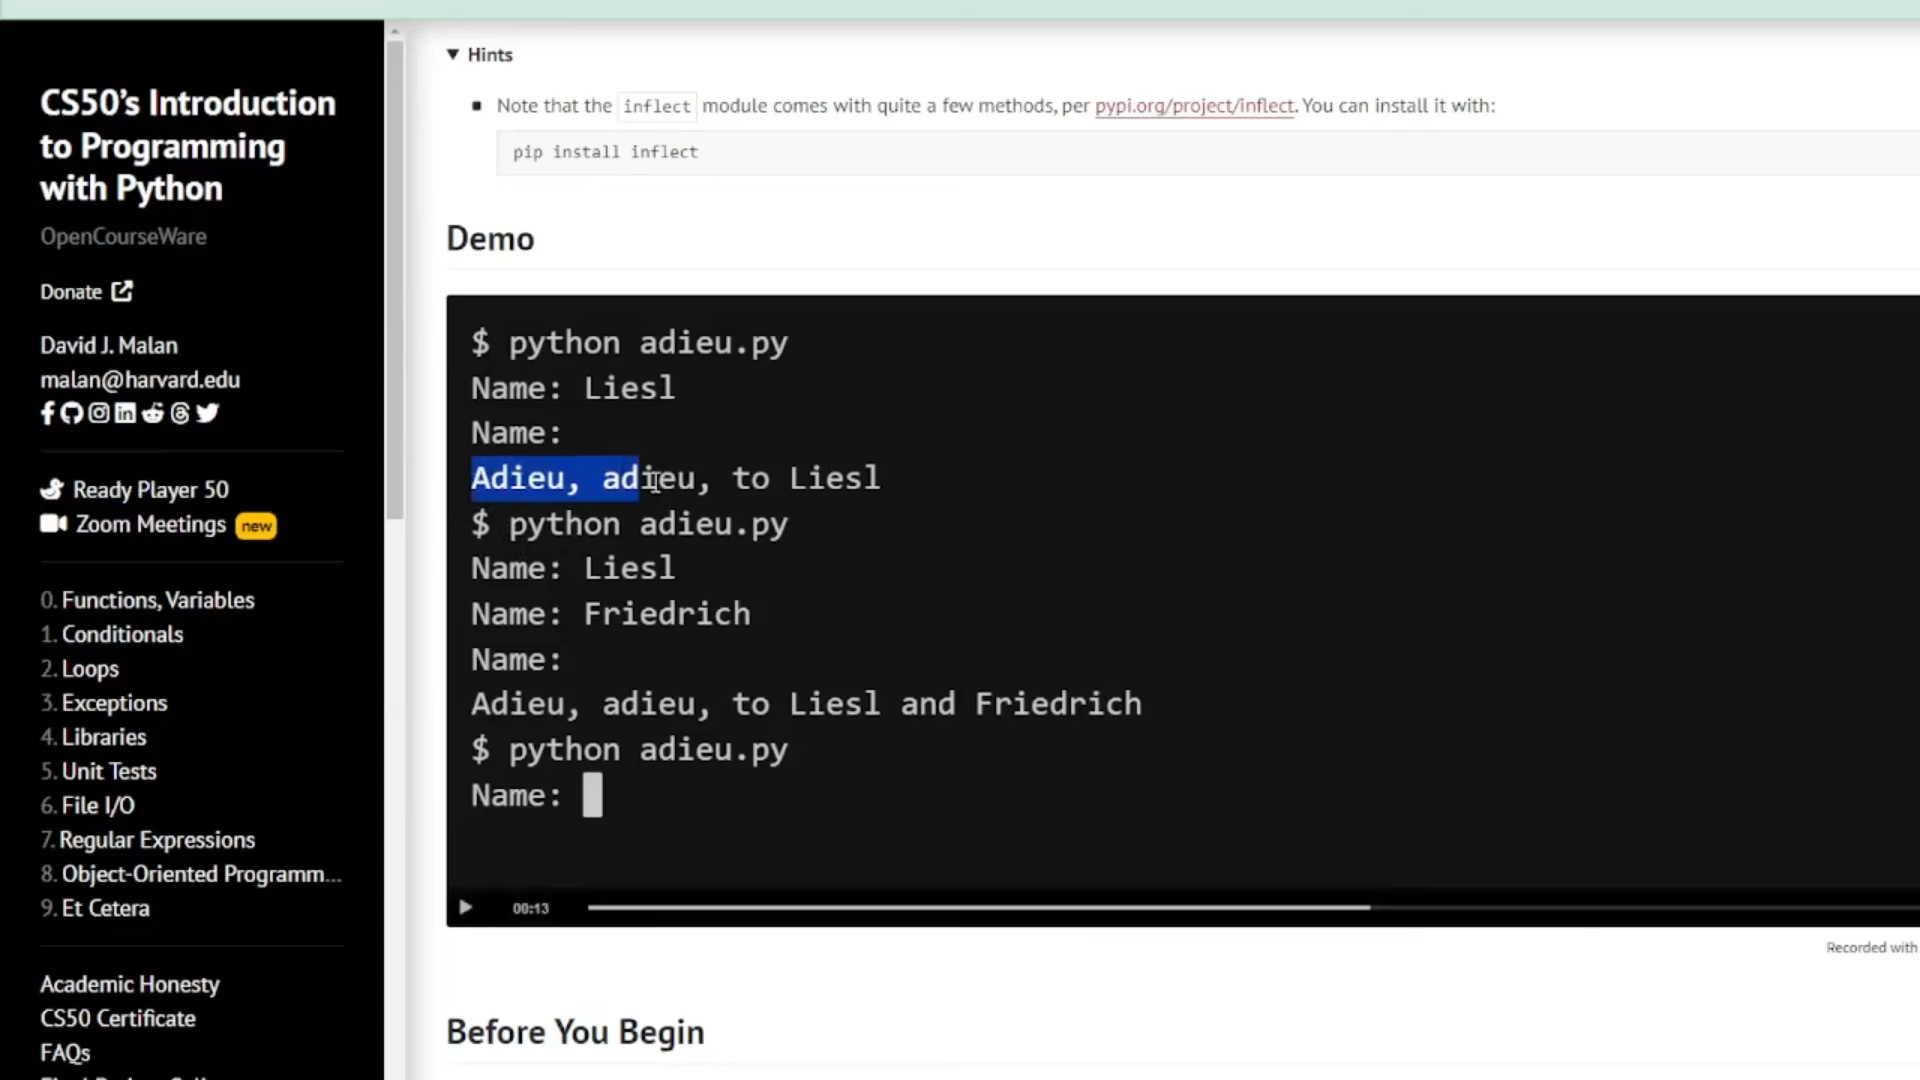 CS50's Introduction
to Programming
with Python
OpenCourseWare
Donate
David J. Malan
malan@harvard.edu
Ready Player 50
Zoom Meetings new
0. Functions, Variables
1. Conditionals
2. Loops
3. Exceptions
4. Libraries
5. Unit Tests
6. File I/O
7. Regular Expressions
8. Object-Oriented Programm...
9. Et Cetera
Academic Honesty
CS50 Certificate
FAQs
▼ Hints
Note that the inflect module comes with quite a few methods, per pypi.org/project/inflect. You can install it with:
pip install inflect
Demo
$ python adieu.py
Name: Liesl
Name:
Adieu, adieu, to Liesl
$ python adieu.py
Name: Liesl
Name: Friedrich
Name:
Adieu, adieu, to Liesl and Friedrich
$ python adieu.py
Name:
00:13
Recorded with
Before You Begin